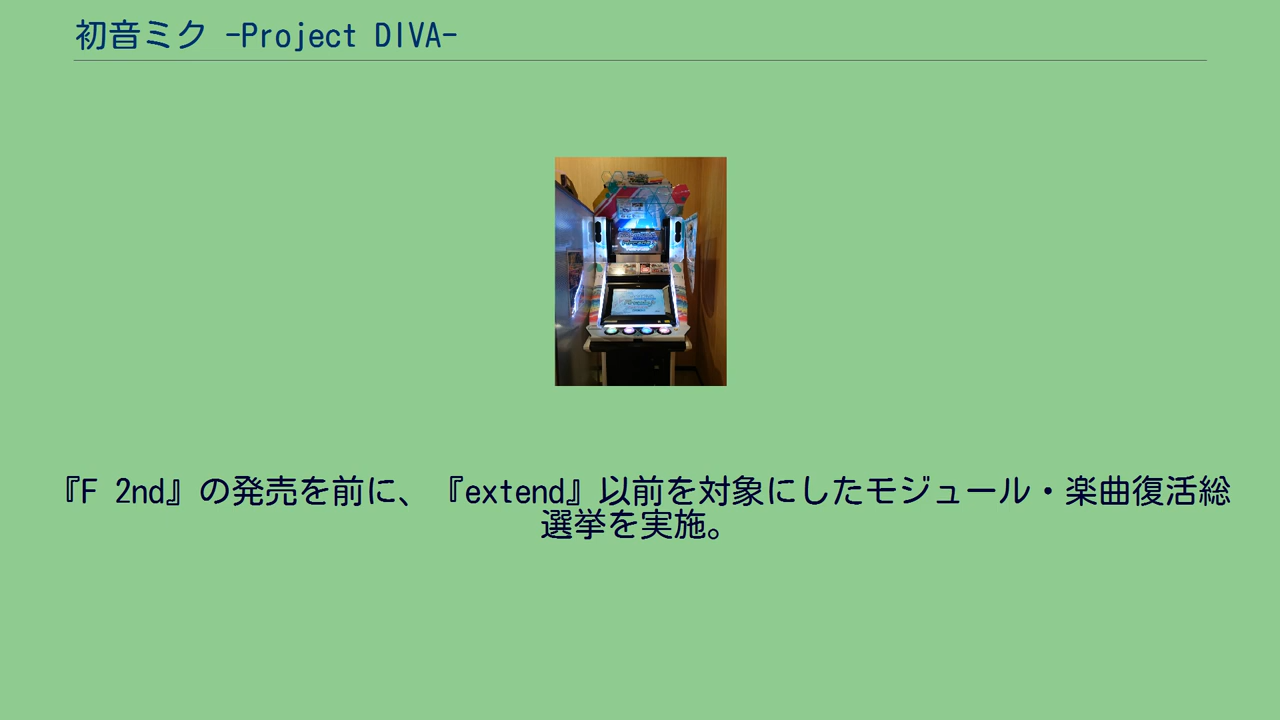 初音ミク -Project DIVA-
『F 2nd』の発売を前に、『extend』以前を対象にしたモジュール・楽曲復活総
選挙を実施。